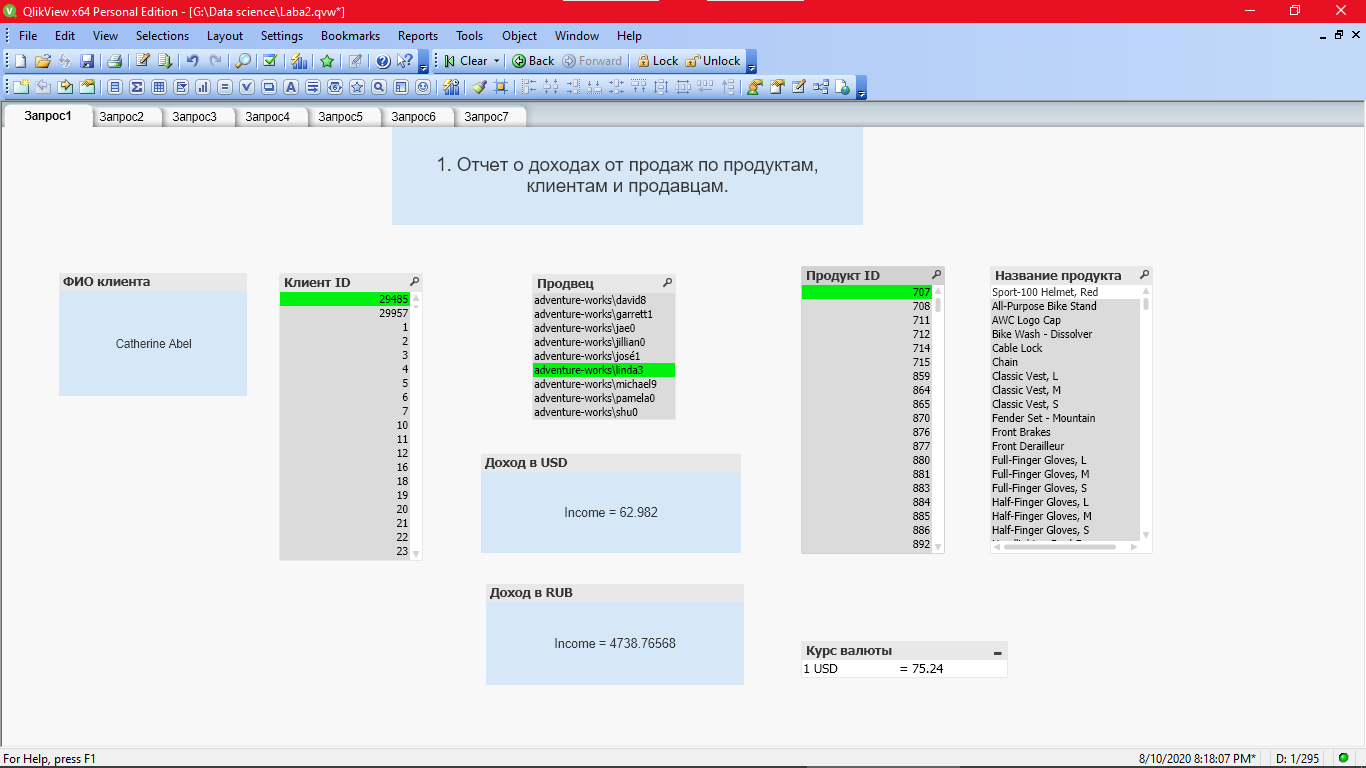 QlikView x64 Personal Edition - [G:\Data science\Laba2.qvw*]
File Edit View Selections Layout Settings Bookmarks Reports Tools Object Window Help
Clear Back Forward Lock Unlock
Запрос1 Запрос2 Запрос3 Запрос4 Запрос5 Запрос6 Запрос7
1. Отчет о доходах от продаж по продуктам,
клиентам и продавцам.
ФИО клиента
Catherine Abel
Клиент ID
29485
29957
1
2
3
4
5
6
7
10
11
12
16
18
19
20
21
22
23
Продвец
adventure-works\david8
adventure-works\garrett1
adventure-works\jae0
adventure-works\jillian0
adventure-works\josé1
adventure-works\linda3
adventure-works\michael9
adventure-works\pamela0
adventure-works\shu0
Доход в USD
Income = 62.982
Доход в RUB
Income = 4738.76568
Продукт ID
707
708
711
712
714
715
859
864
865
870
876
877
880
881
883
884
885
886
892
Название продукта
Sport-100 Helmet, Red
All-Purpose Bike Stand
AWC Logo Cap
Bike Wash - Dissolver
Cable Lock
Chain
Classic Vest, L
Classic Vest, M
Classic Vest, S
Fender Set - Mountain
Front Brakes
Front Derailleur
Full-Finger Gloves, L
Full-Finger Gloves, M
Full-Finger Gloves, S
Half-Finger Gloves, L
Half-Finger Gloves, M
Half-Finger Gloves, S
Курс валюты
1 USD = 75.24
For Help, press F1
8/10/2020 8:18:07 PM* D: 1/295